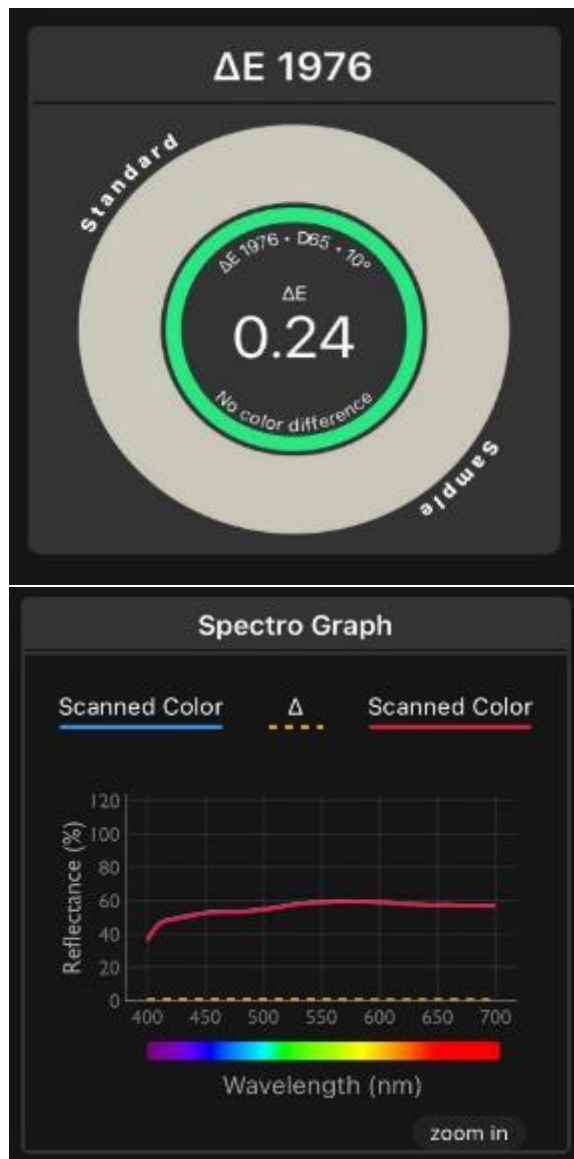 ΔE 1976
Standard
ΔE 1976 • D65 • 10°
ΔE
0.24
No color difference
Sample
Spectro Graph
Scanned Color Δ Scanned Color
Reflectance (%)
120
100
80
60
40
20
0
400 450 500 550 600 650 700
Wavelength (nm)
zoom in